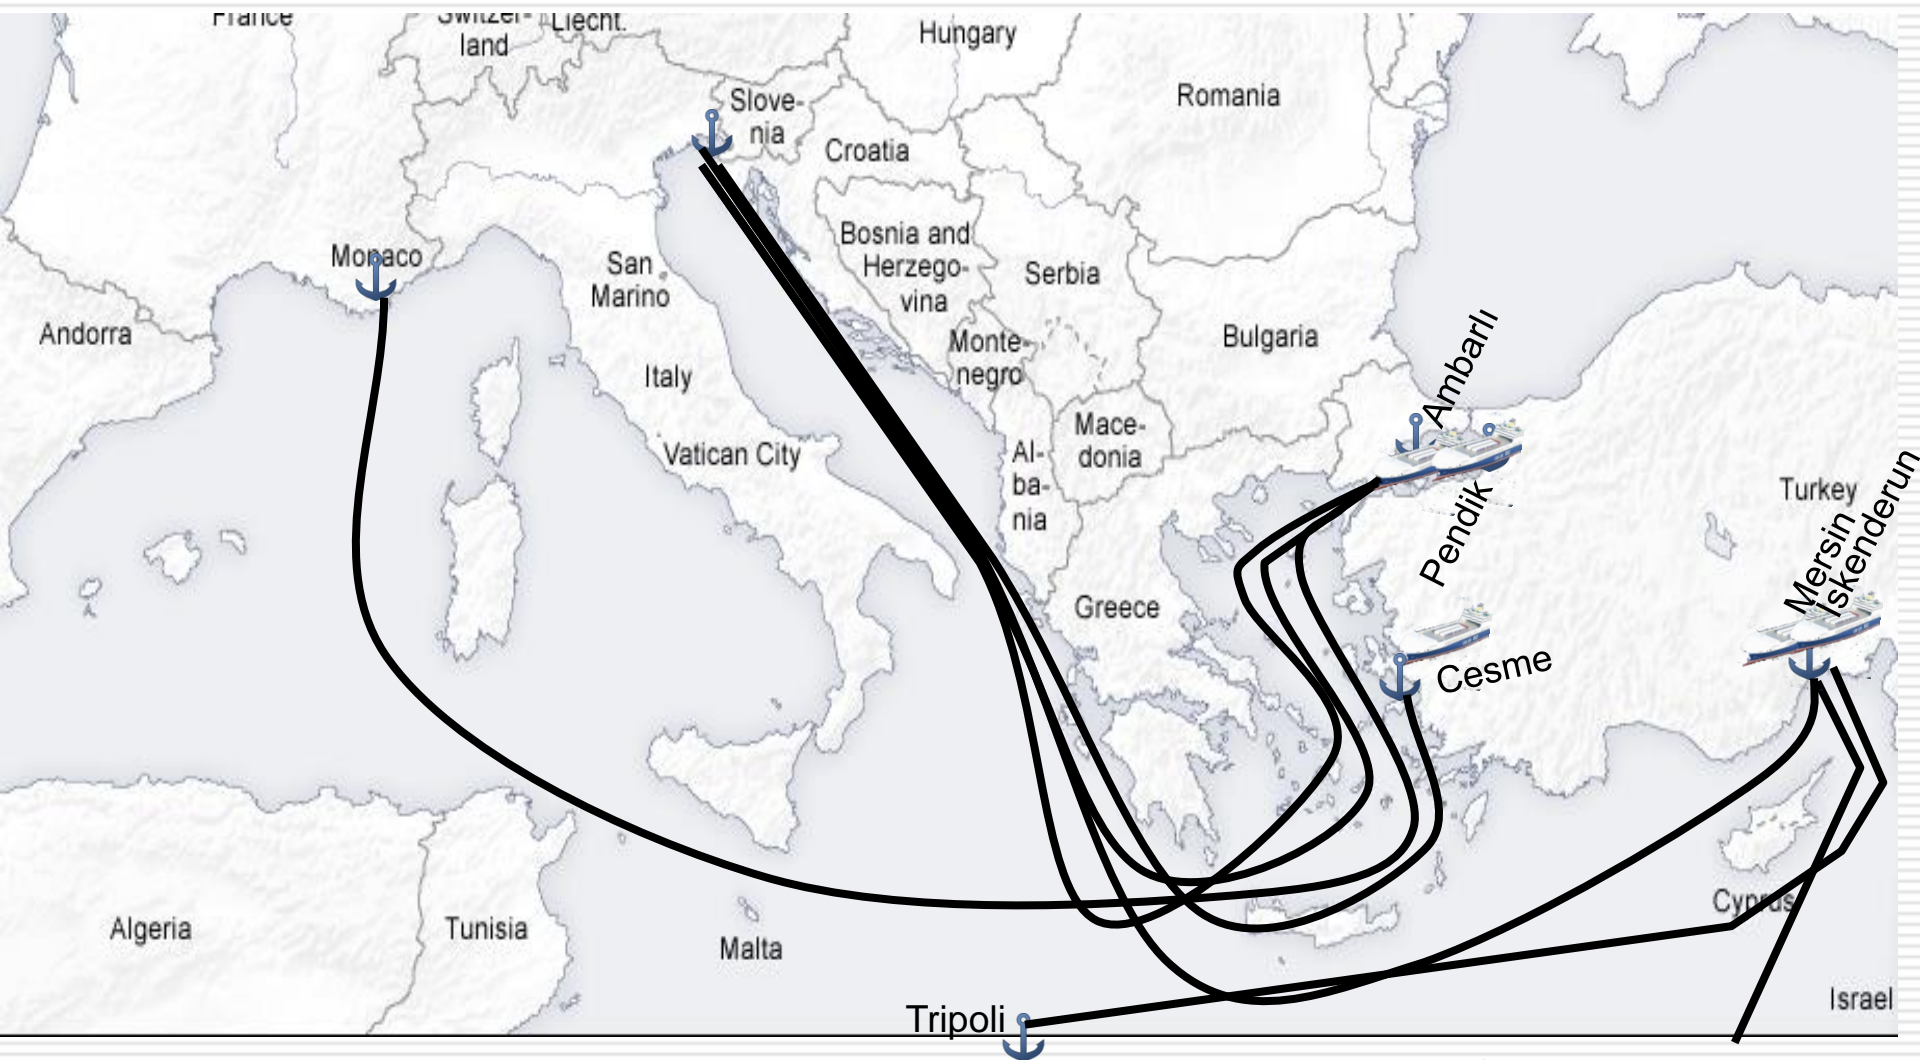 France
Switzer-
land
Liecht.
Hungary
Slove-
nia
Romania
Croatia
Monaco
San
Marino
Bosnia and
Herzego-
vina
Serbia
Andorra
Monte-
negro
Bulgaria
Ambarlı
Italy
Vatican City
Al-
ba-
nia
Mace-
donia
Pendik
Turkey
Mersin
İskenderun
Greece
Cesme
Algeria
Tunisia
Malta
Cyprus
Israel
Tripoli